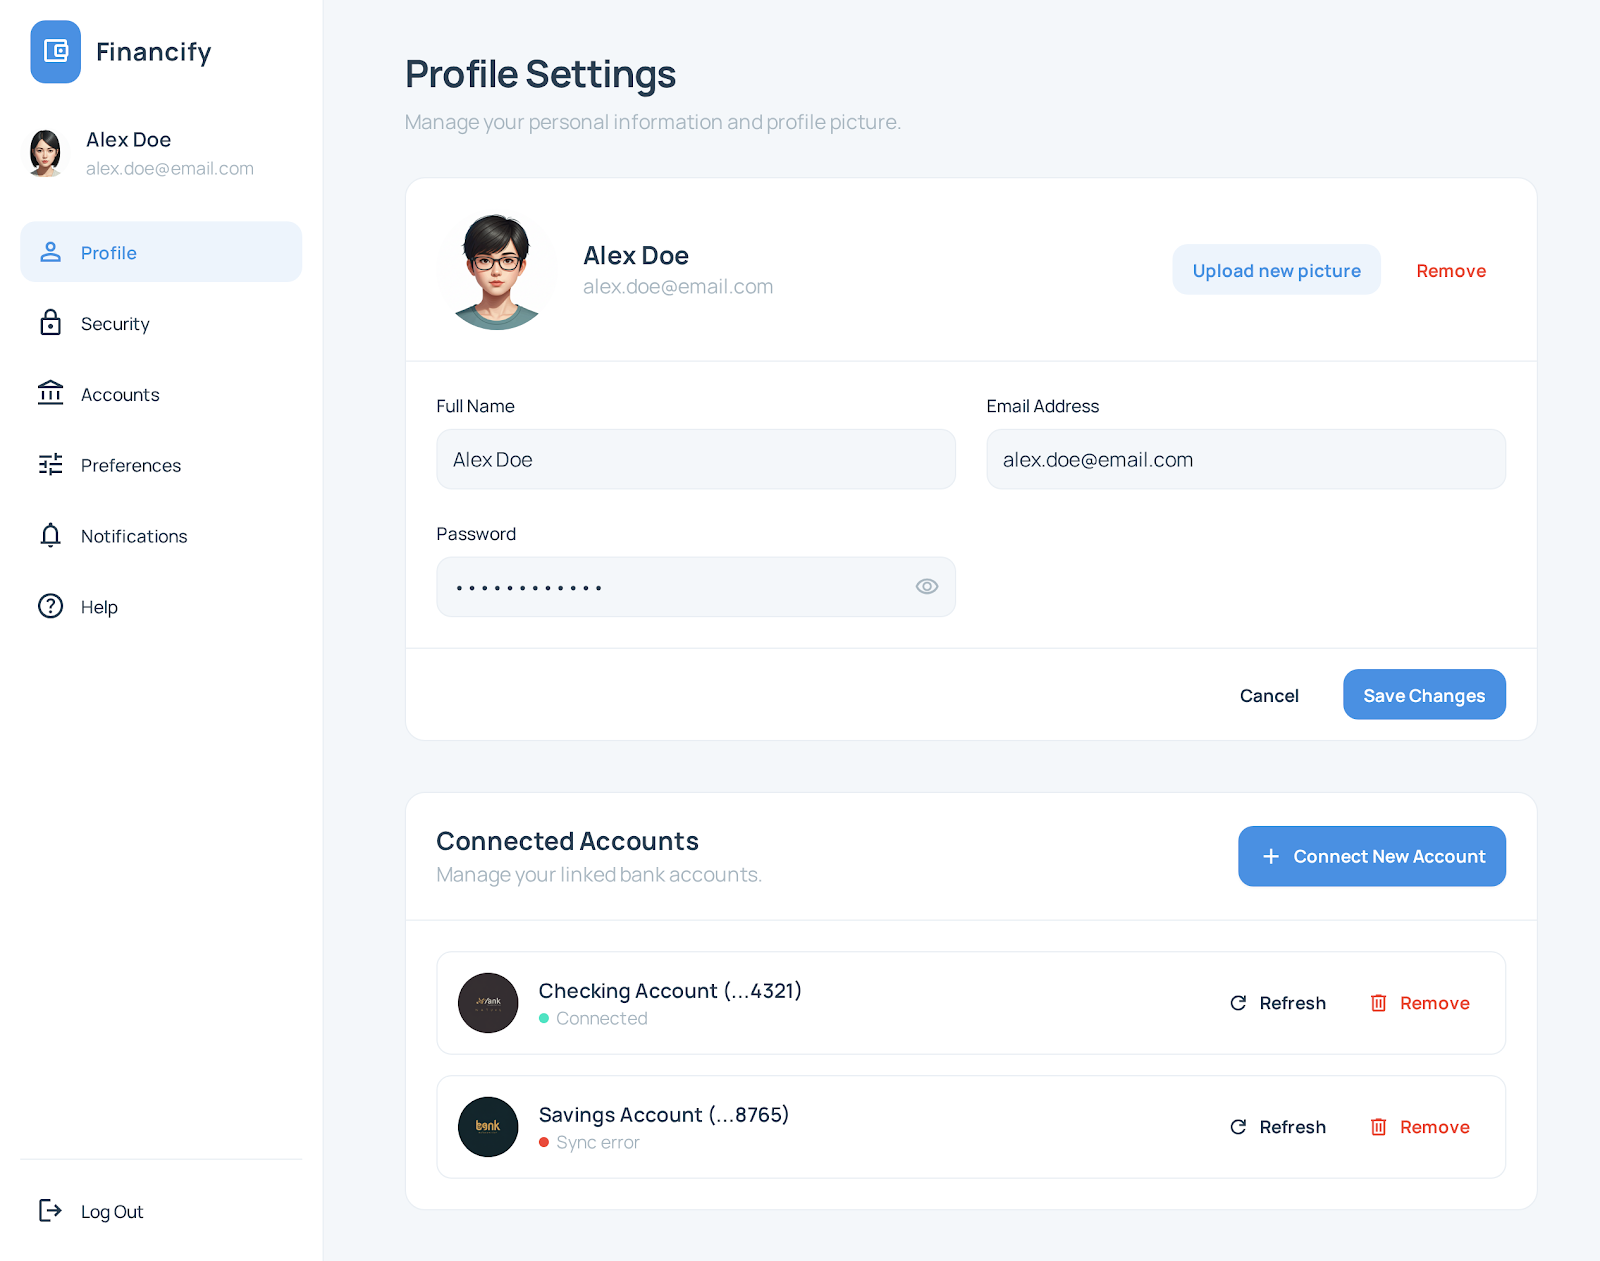 Financify
Alex Doe
alex.doe@email.com
Profile
Security
Accounts
Preferences
Notifications
Help
Log Out
Profile Settings
Manage your personal information and profile picture.
Alex Doe
alex.doe@email.com
Upload new picture
Remove
Full Name
Alex Doe
Email Address
alex.doe@email.com
Password
••••••••••••
Cancel
Save Changes
Connected Accounts
Manage your linked bank accounts.
Connect New Account
Checking Account (...4321)
Connected
Refresh
Remove
bank
Savings Account (...8765)
Sync error
Refresh
Remove